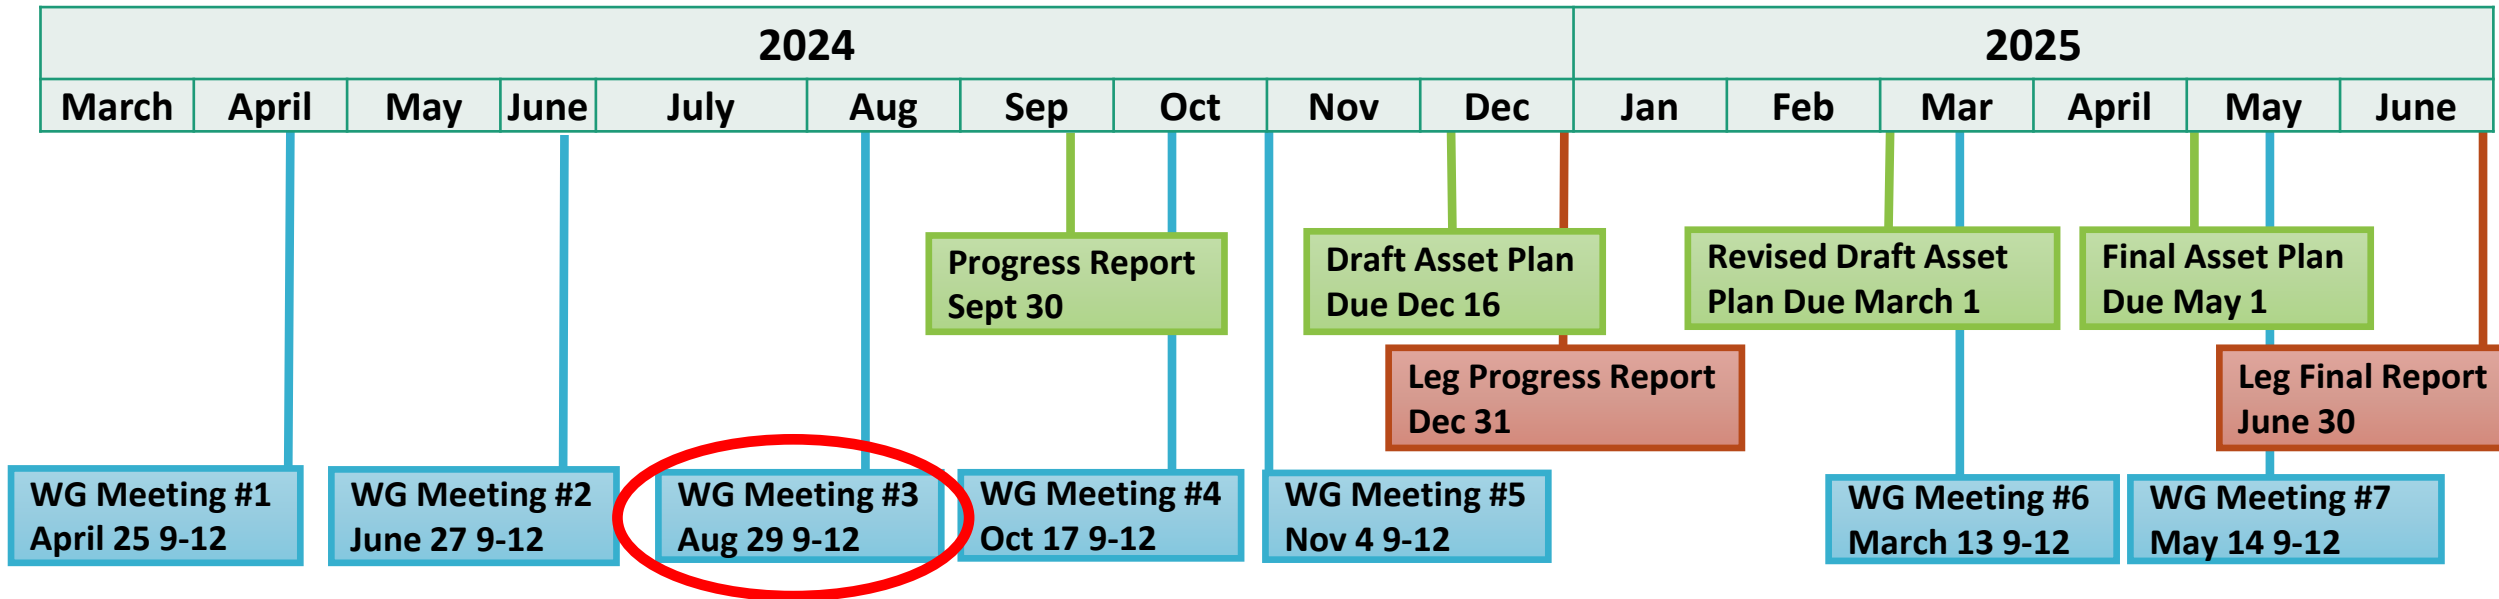 2024
2025
March
April
May
June
July
Aug
Sep
Oct
Nov
Dec
Jan
Feb
Mar
April
May
June
Progress Report
Sept 30
Draft Asset Plan
Due Dec 16
Revised Draft Asset
Plan Due March 1
Final Asset Plan
Due May 1
Leg Progress Report
Dec 31
Leg Final Report
June 30
WG Meeting #1
April 25 9-12
WG Meeting #2
June 27 9-12
WG Meeting #3
Aug 29 9-12
WG Meeting #4
Oct 17 9-12
WG Meeting #5
Nov 4 9-12
WG Meeting #6
March 13 9-12
WG Meeting #7
May 14 9-12